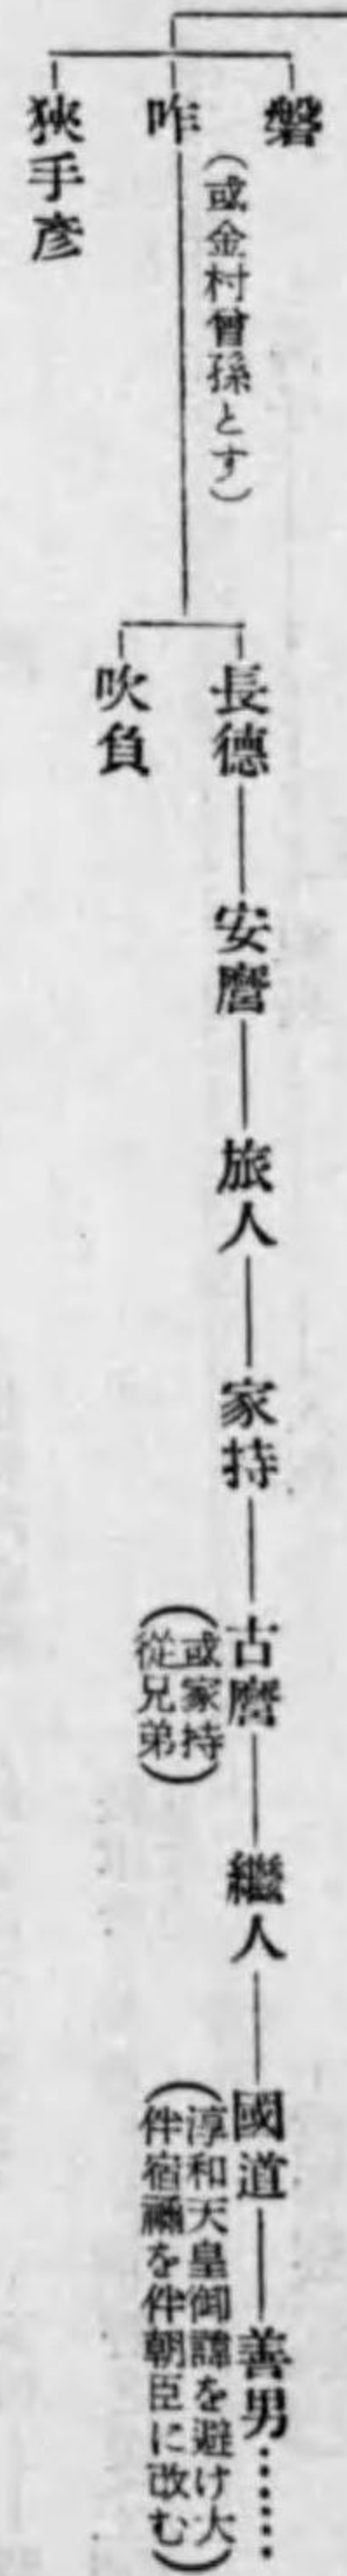 磐
咋
(或金村曾孫とす)
狹手彥
長德
吹負
安麿
旅人
家持
古麿
(或家持
從兄弟)
繼人
國道
(淳和天皇御諱を避け大
伴宿禰を伴朝臣に改む)
善男……